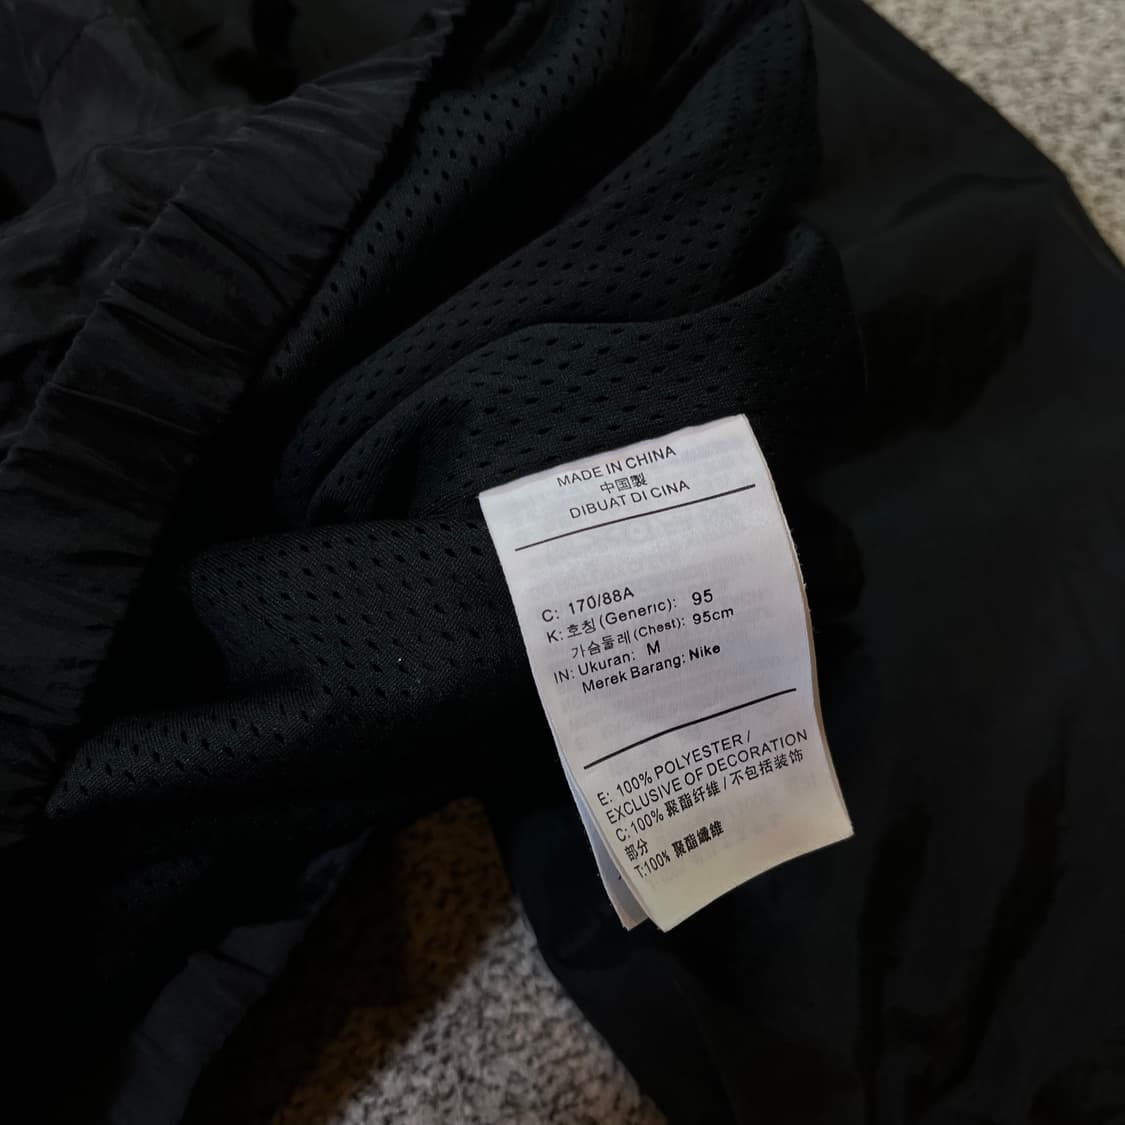 MADE IN CHINA
中国製
DIBUAT DI CINA
C: 170/88A
K: 호칭 (Generic): 95
가슴둘레 (Chest): 95cm
IN: Ukuran: M
Merek Barang: Nike
E: 100% POLYESTER /
EXCLUSIVE OF DECORATION
C: 100% 聚酯纤维 / 不包括装饰
部分
T:100% 聚酯纖維